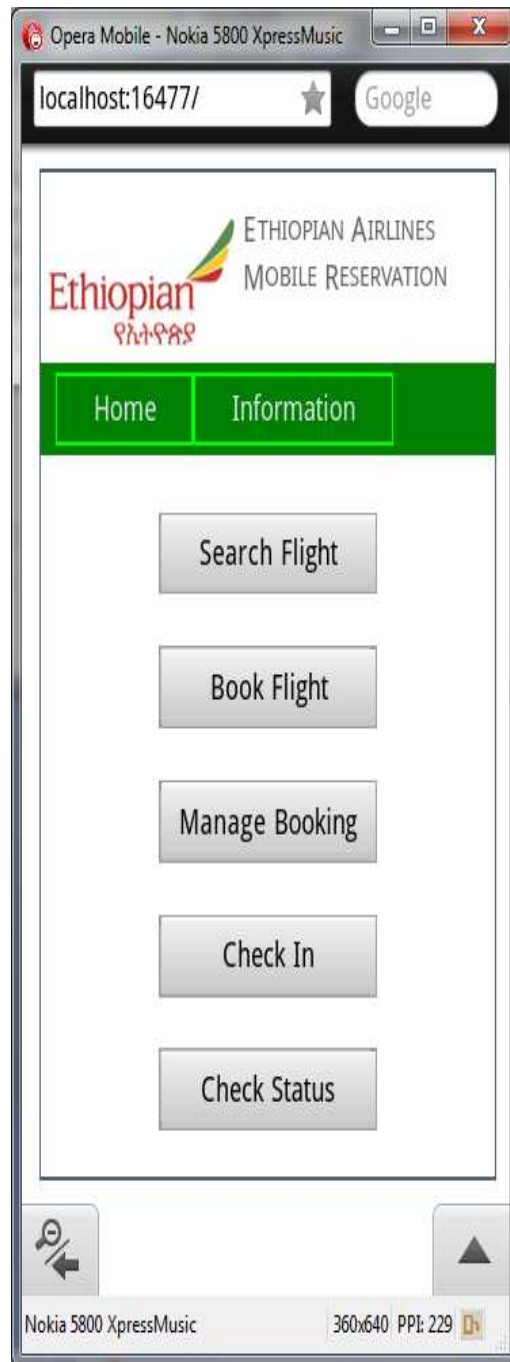 Opera Mobile - Nokia 5800 XpressMusic
localhost:16477/
Google
ETHIOPIAN AIRLINES
MOBILE RESERVATION
Ethiopian
የኢትዮጵያ
Home
Information
Search Flight
Book Flight
Manage Booking
Check In
Check Status
Nokia 5800 XpressMusic
360x640 PPI: 229